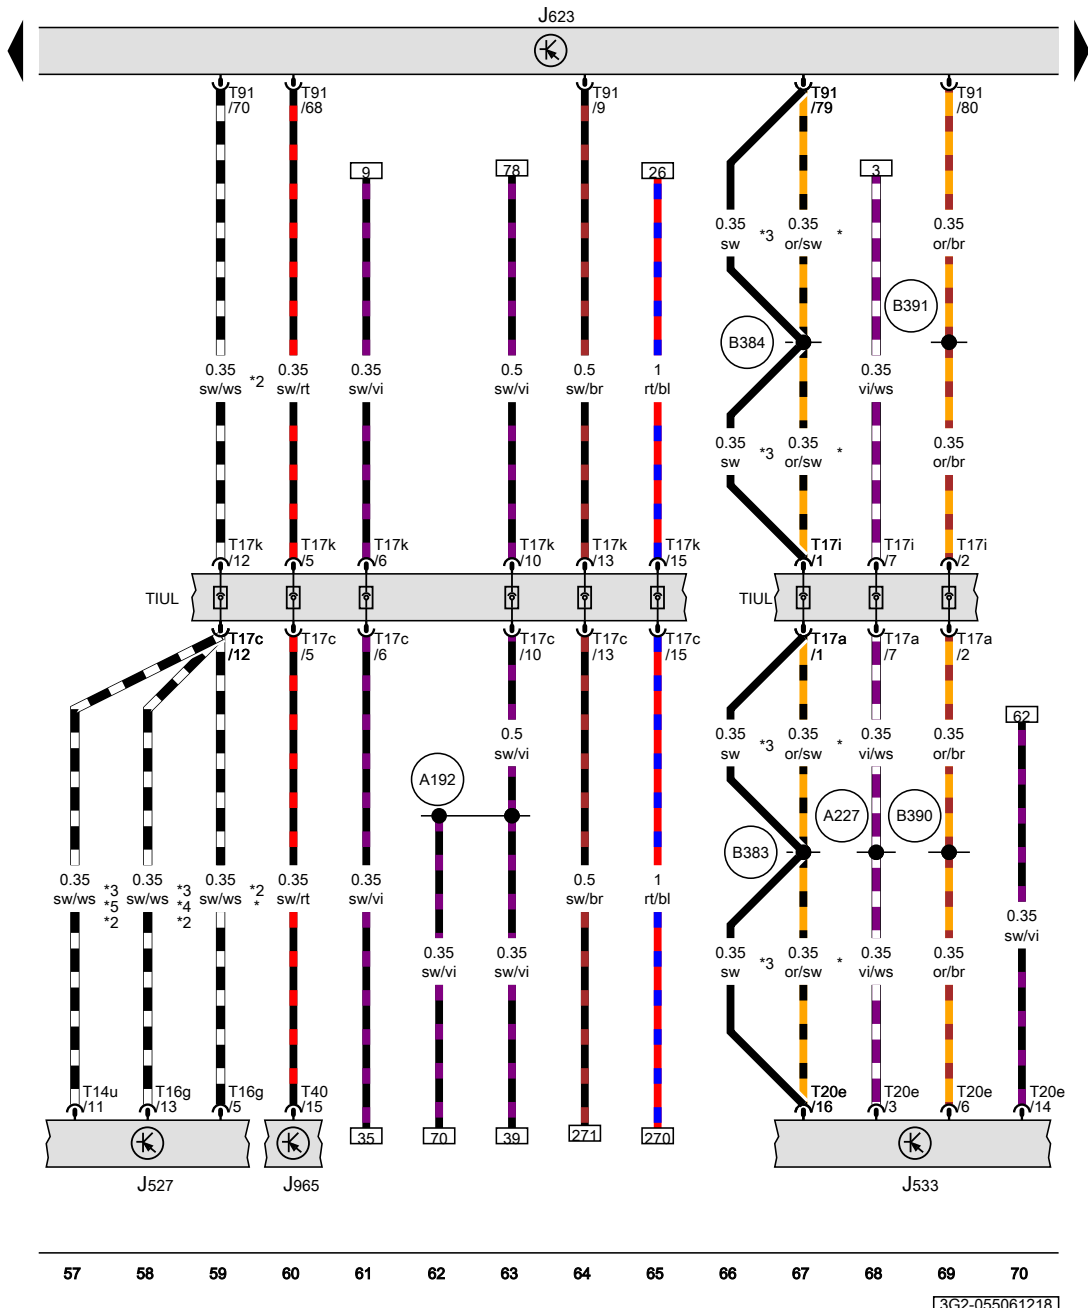 J623
T91 T91 T91 T91 T91
/70 /68 /9 /79 /80
9 78 26 3
0.35 0.35 0.35
sw *3 or/sw * or/br
B391
B384
0.35 0.35 0.35 0.5 0.5 1 0.35
sw/ws *2 sw/rt sw/vi sw/vi sw/br rt/bl vi/ws
0.35 0.35 0.35
sw *3 or/sw * or/br
T17k T17k T17k T17k T17k T17k T17i T17i T17i
/12 /5 /6 /10 /13 /15 /1 /7 /2
TIUL TIUL
T17c T17c T17c T17c T17c T17c T17a T17a T17a
/12 /5 /6 /10 /13 /15 /1 /7 /2
62
0.5 0.35 0.35 0.35 0.35
sw/vi sw *3 or/sw * vi/ws or/br
A192
A227 B390
B383
0.35 0.35 0.35 0.35 0.35 0.5 1
sw/ws *3 sw/ws *3 sw/ws *2 sw/rt sw/vi sw/br rt/bl
*5 *4 *
*2 *2
0.35
sw/vi
0.35 0.35 0.35 0.35 0.35 0.35
sw/vi sw/vi sw *3 or/sw * vi/ws or/br
T14u T16g T16g T40 T20e T20e T20e T20e
/11 /13 /5 /15 /16 /3 /6 /14
35 70 39 271 270
J527 J965 J533
57 58 59 60 61 62 63 64 65 66 67 68 69 70
3G2-055061218